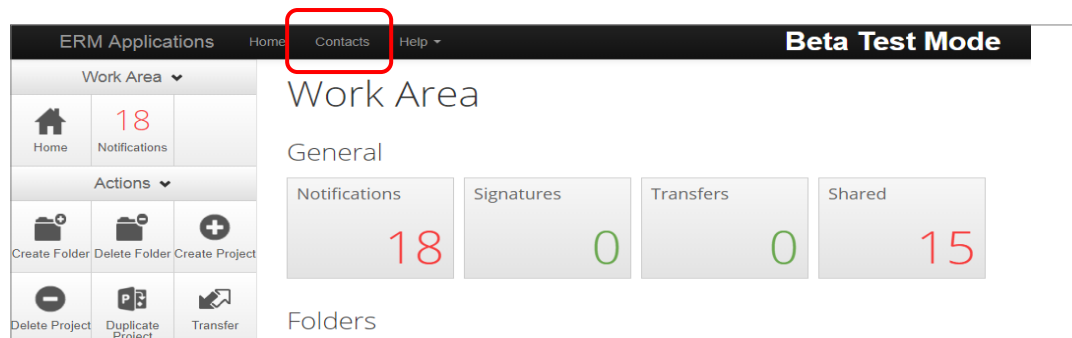 ERM Applications Home Contacts Help
Beta Test Mode
Work Area
18
Home Notifications
Actions
Create Folder Delete Folder Create Project
P
Delete Project Duplicate Project Transfer
Work Area
General
Notifications Signatures Transfers Shared
18 0 0 15
Folders